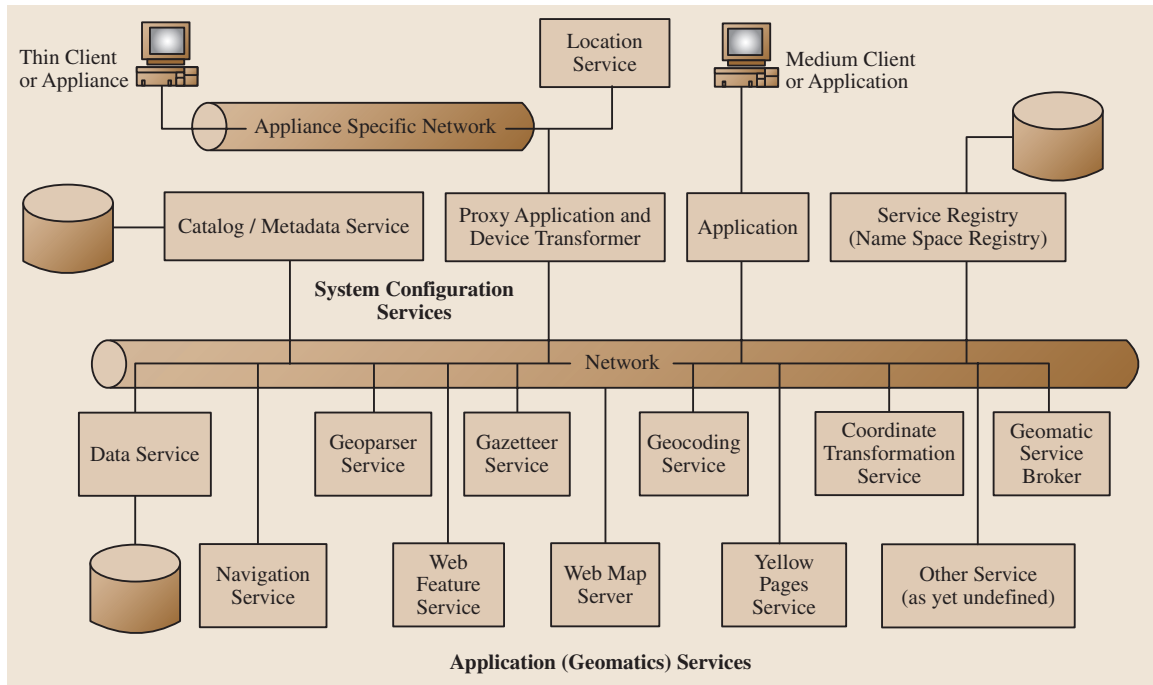 Thin Client
or Appliance
Location
Service
Medium Client
or Application
Appliance Specific Network
Catalog / Metadata Service
Proxy Application and
Device Transformer
Application
Service Registry
(Name Space Registry)
System Configuration
Services
Network
Data Service
Geoparser
Service
Gazetteer
Service
Geocoding
Service
Coordinate
Transformation
Service
Geomatic
Service
Broker
Navigation
Service
Web
Feature
Service
Web Map
Server
Yellow
Pages
Service
Other Service
(as yet undefined)
Application (Geomatics) Services